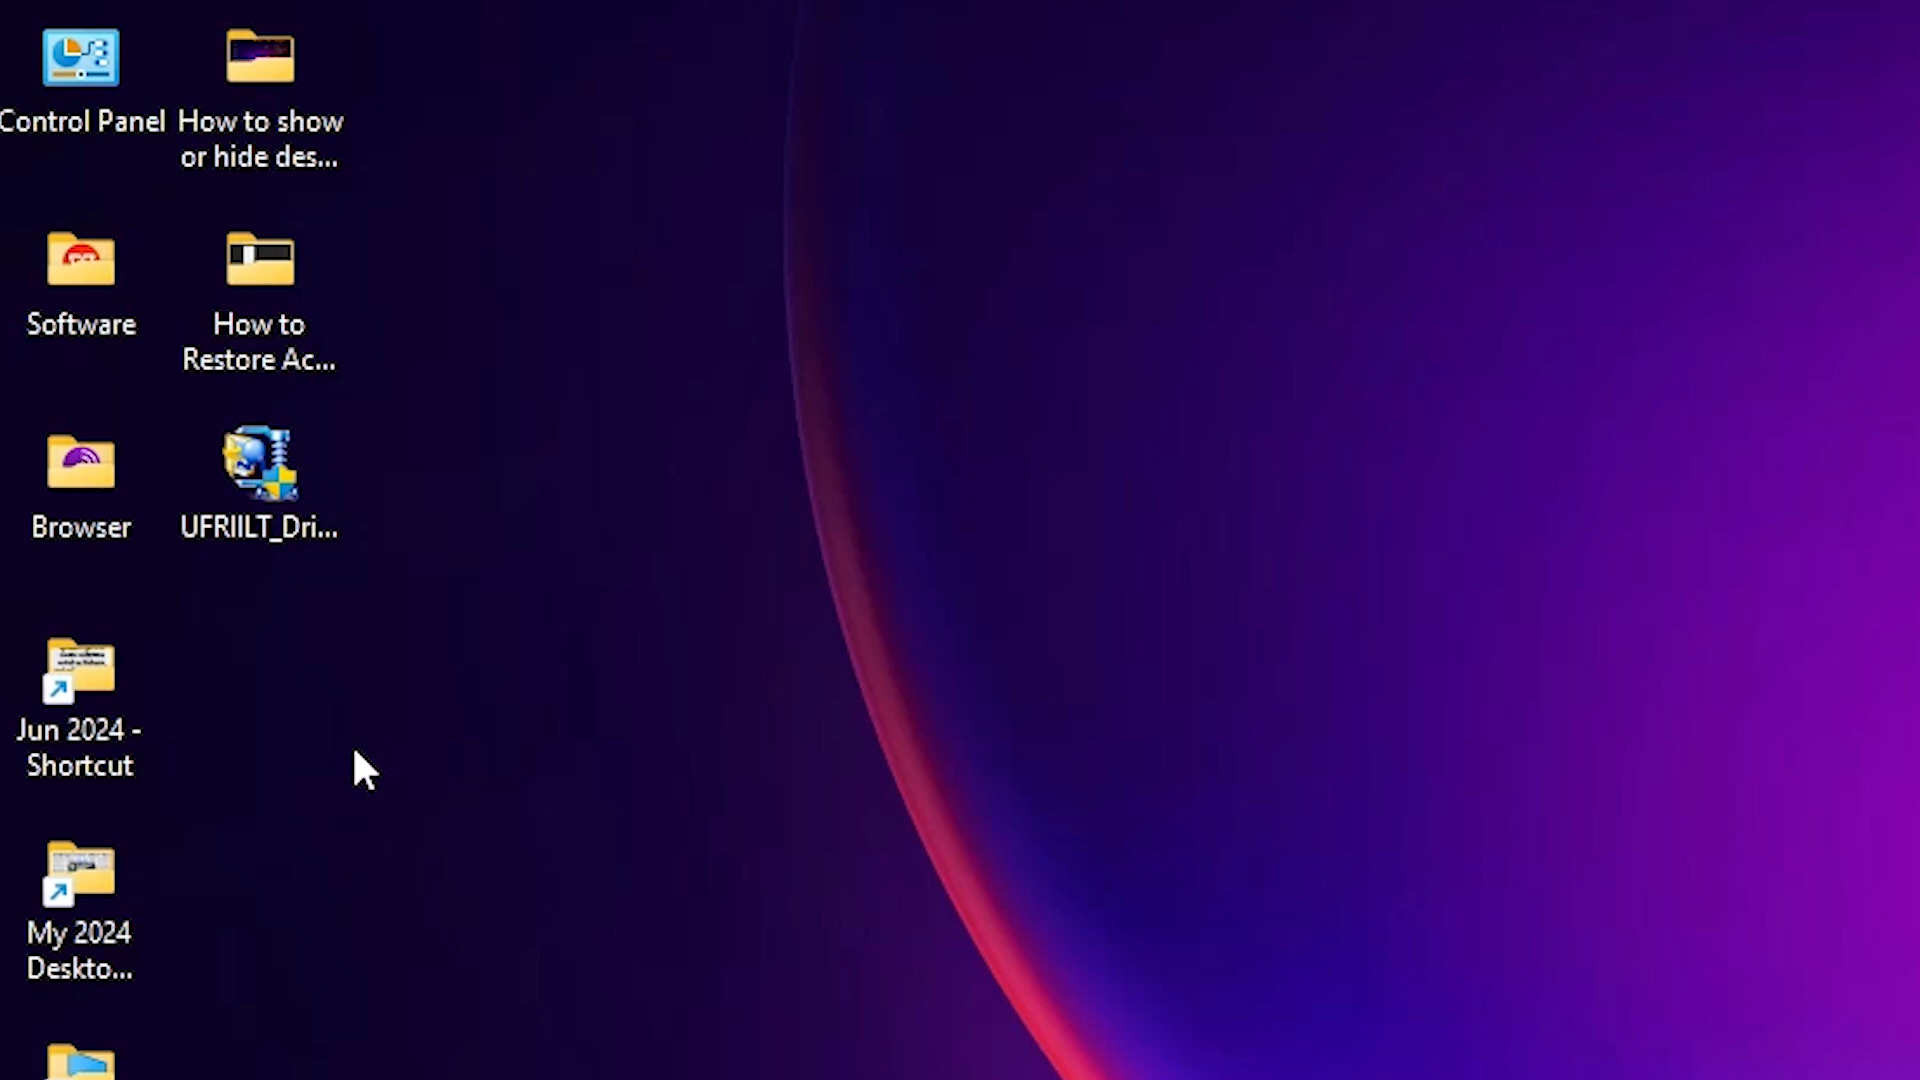 Control Panel
How to show
or hide des...
Software
How to
Restore Ac...
Browser
UFRIILT_Dri...
Jun 2024 -
Shortcut
My 2024
Deskto...